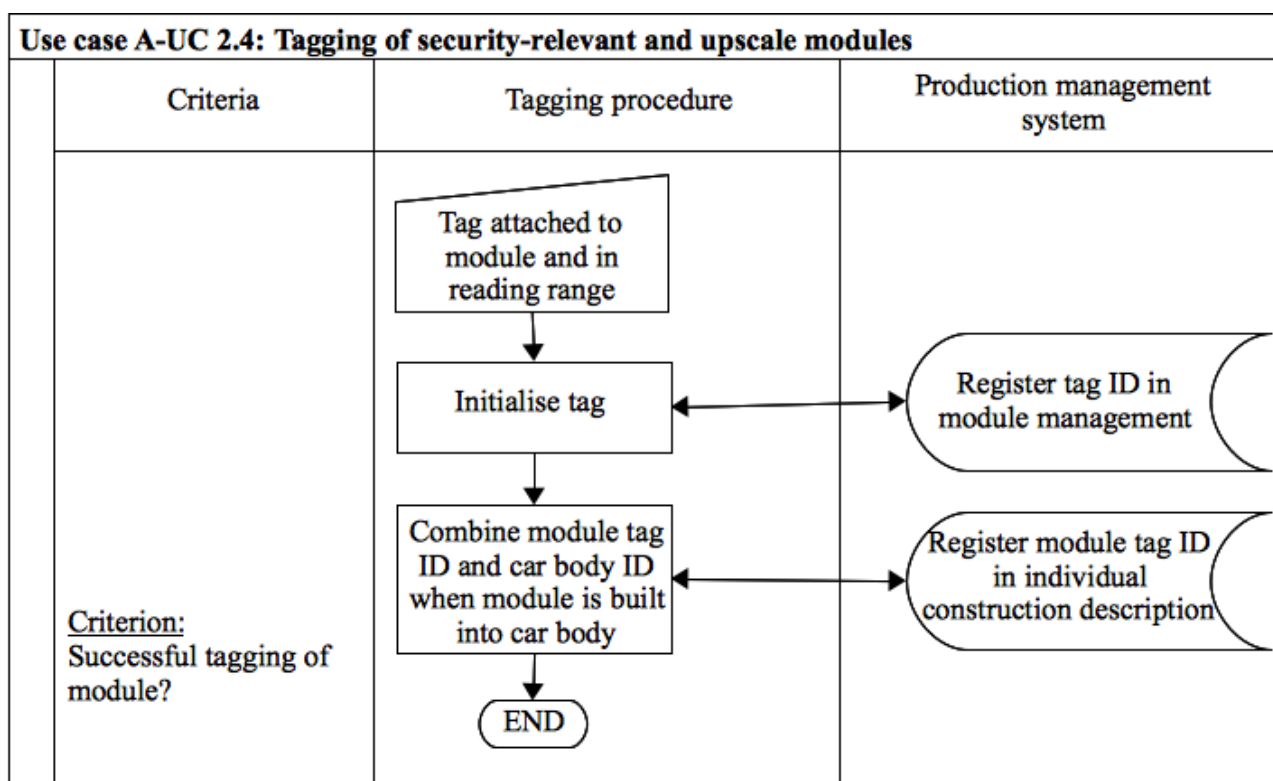 Use case A-UC 2.4: Tagging of security-relevant and upscale modules
Criteria
Tagging procedure
Production management
system
Tag attached to
module and in
reading range
Initialise tag
Register tag ID in
module management
Combine module tag
ID and car body ID
when module is built
into car body
Register module tag ID
in individual
construction description
Criterion:
Successful tagging of
module?
END